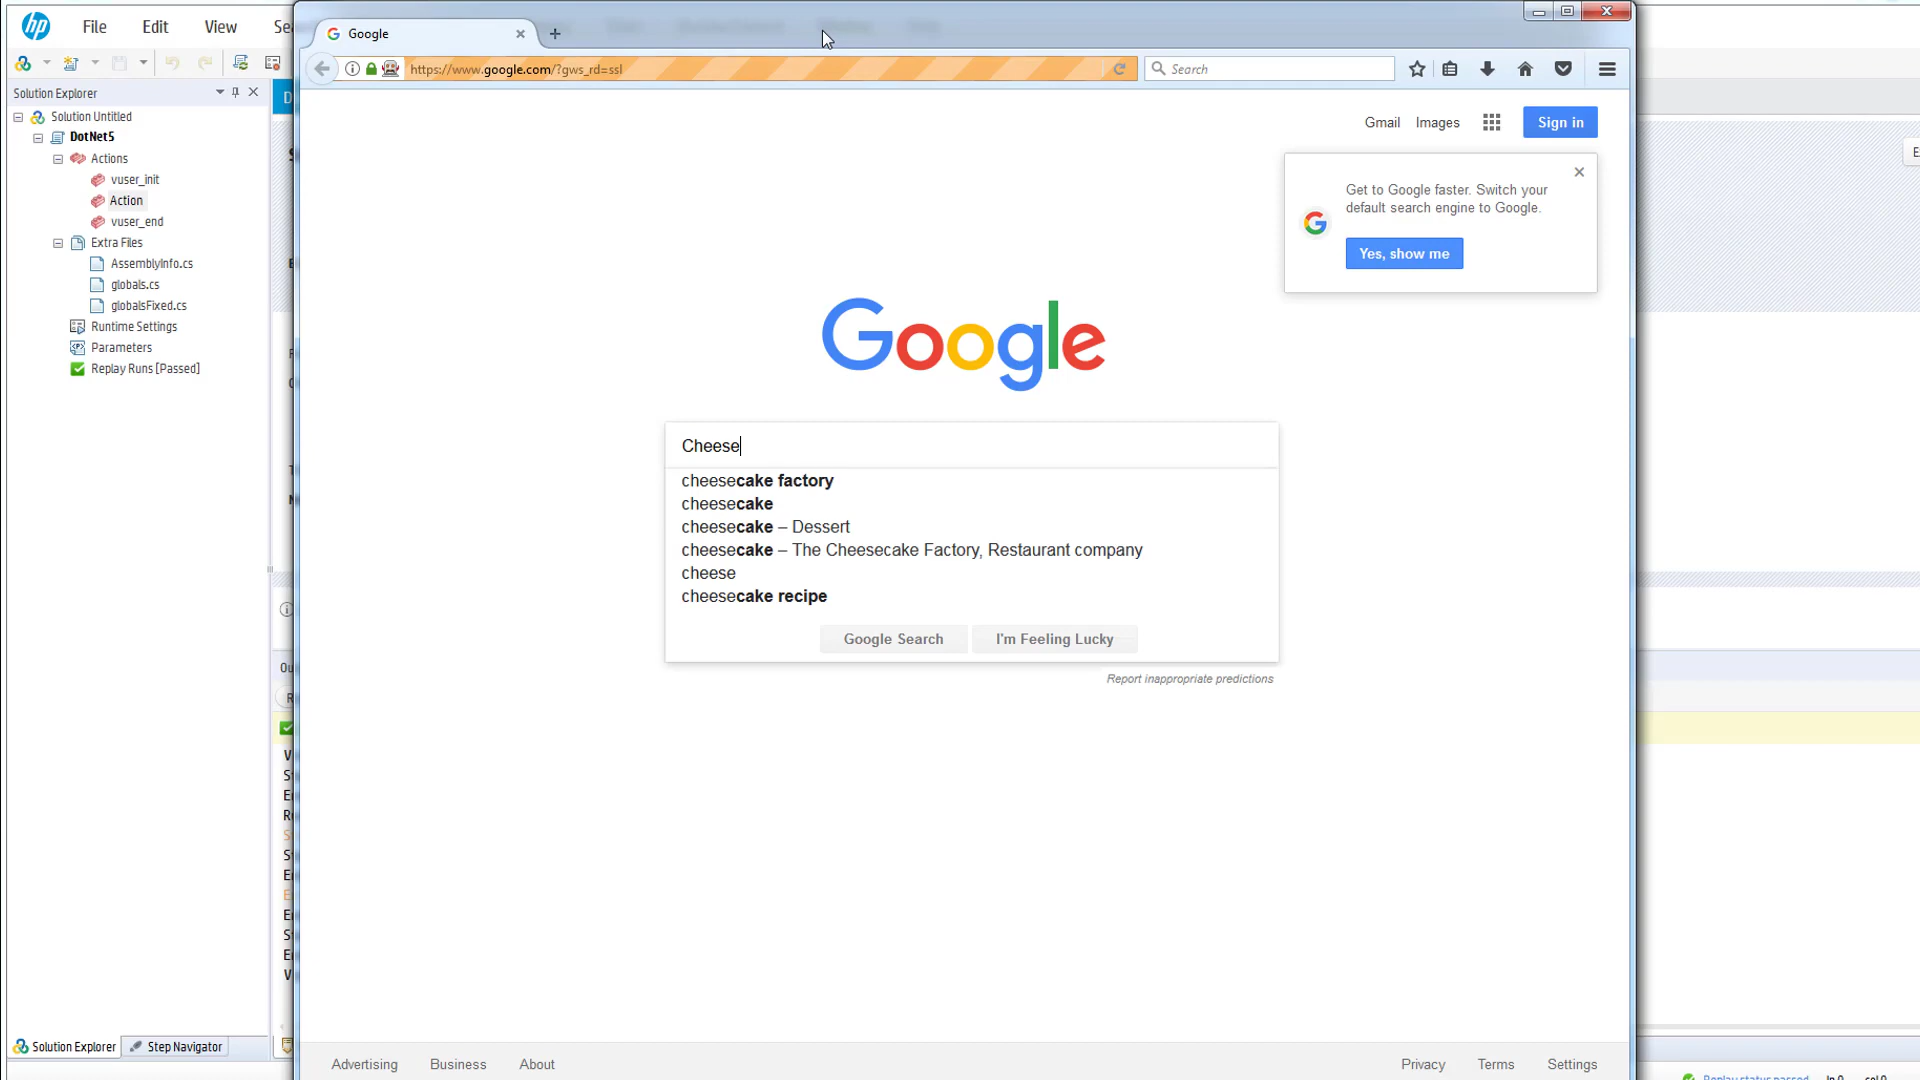 hp File Edit View Se
Solution Explorer
Solution Untitled
DotNet5
Actions
vuser_init
Action
vuser_end
Extra Files
AssemblyInfo.cs
globals.cs
globalsFixed.cs
Runtime Settings
Parameters
Replay Runs [Passed]
Solution Explorer Step Navigator
Google
https://www.google.com/?gws_rd=ssl
Search
Gmail Images Sign in
Get to Google faster. Switch your
default search engine to Google.
Yes, show me
Google
Cheese
cheesecake factory
cheesecake
cheesecake – Dessert
cheesecake – The Cheesecake Factory, Restaurant company
cheese
cheesecake recipe
Google Search I'm Feeling Lucky
Report inappropriate predictions
Advertising Business About
Privacy Terms Settings